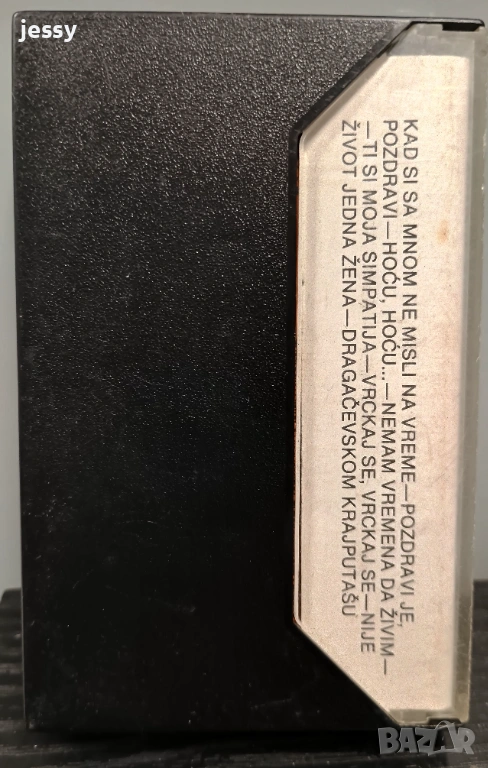 jessy
KAD SI SA MNOM NE MISLI NA VREME—POZDRAVI JE,
POZDRAVI—HOĆU, HOĆU...—NEMAM VREMENA DA ŽIVIM—
—TI SI MOJA SIMPATIJA—VRCKAJ SE, VRCKAJ SE—NIJE
ŽIVOT JEDNA ŽENA—DRAGAČEVSKOM KRAJPUTAŠU
BAZAR